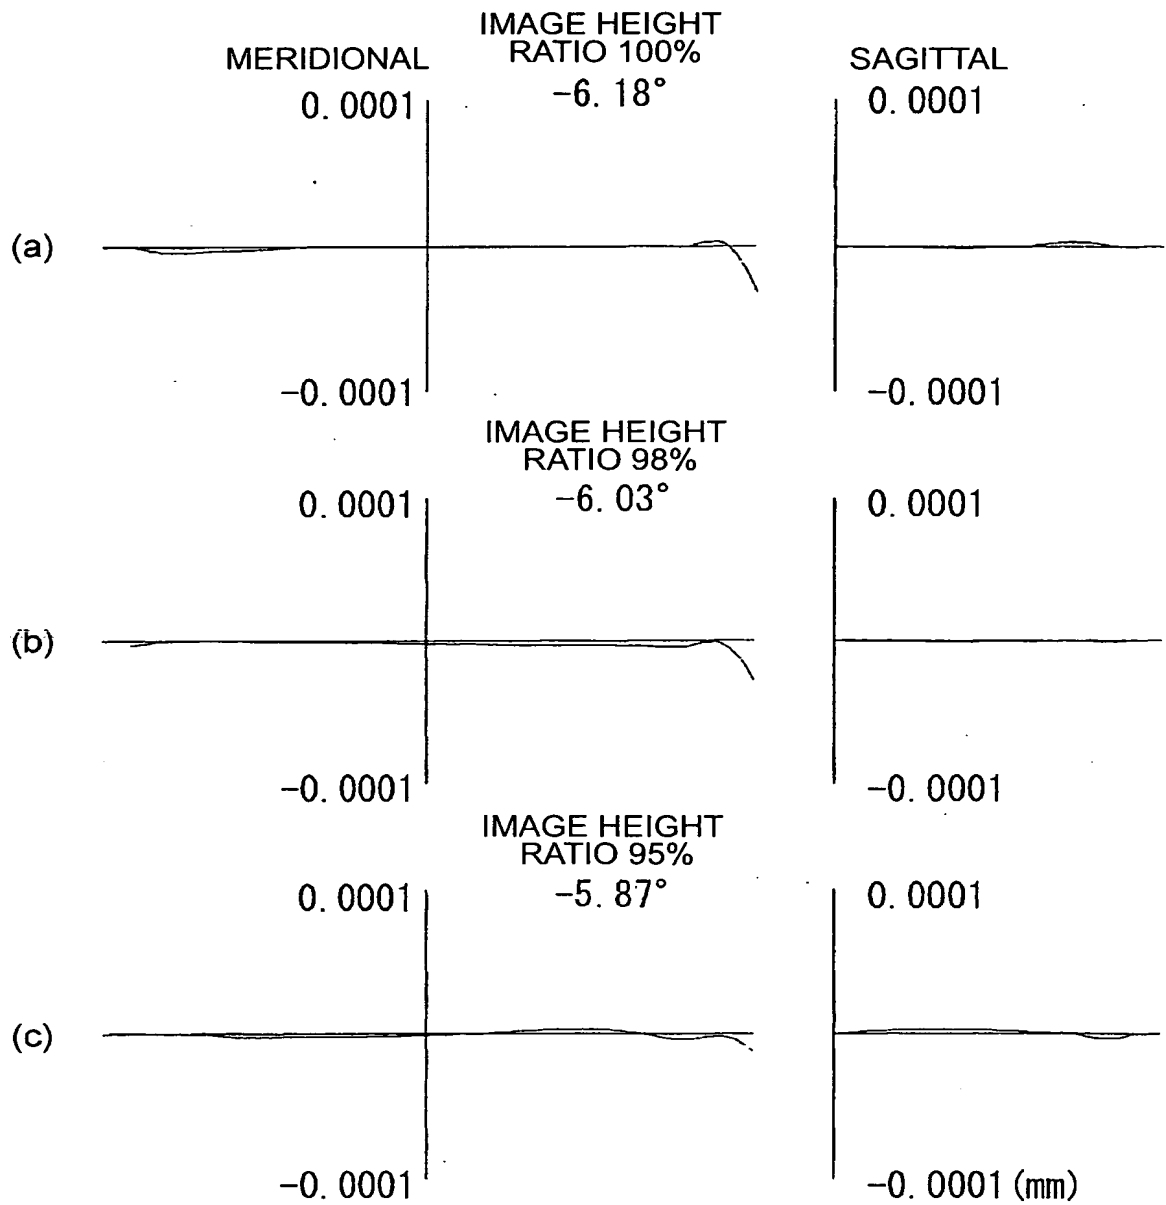 IMAGE HEIGHT
RATIO 100%
MERIDIONAL
SAGITTAL
-6.18°
0.0001
0.0001
(a)
-0.0001
-0.0001
IMAGE HEIGHT
RATIO 98%
-6.03°
0.0001
0.0001
(b)
-0.0001
-0.0001
IMAGE HEIGHT
RATIO 95%
-5.87°
0.0001
0.0001
(c)
-0.0001
-0.0001 (mm)